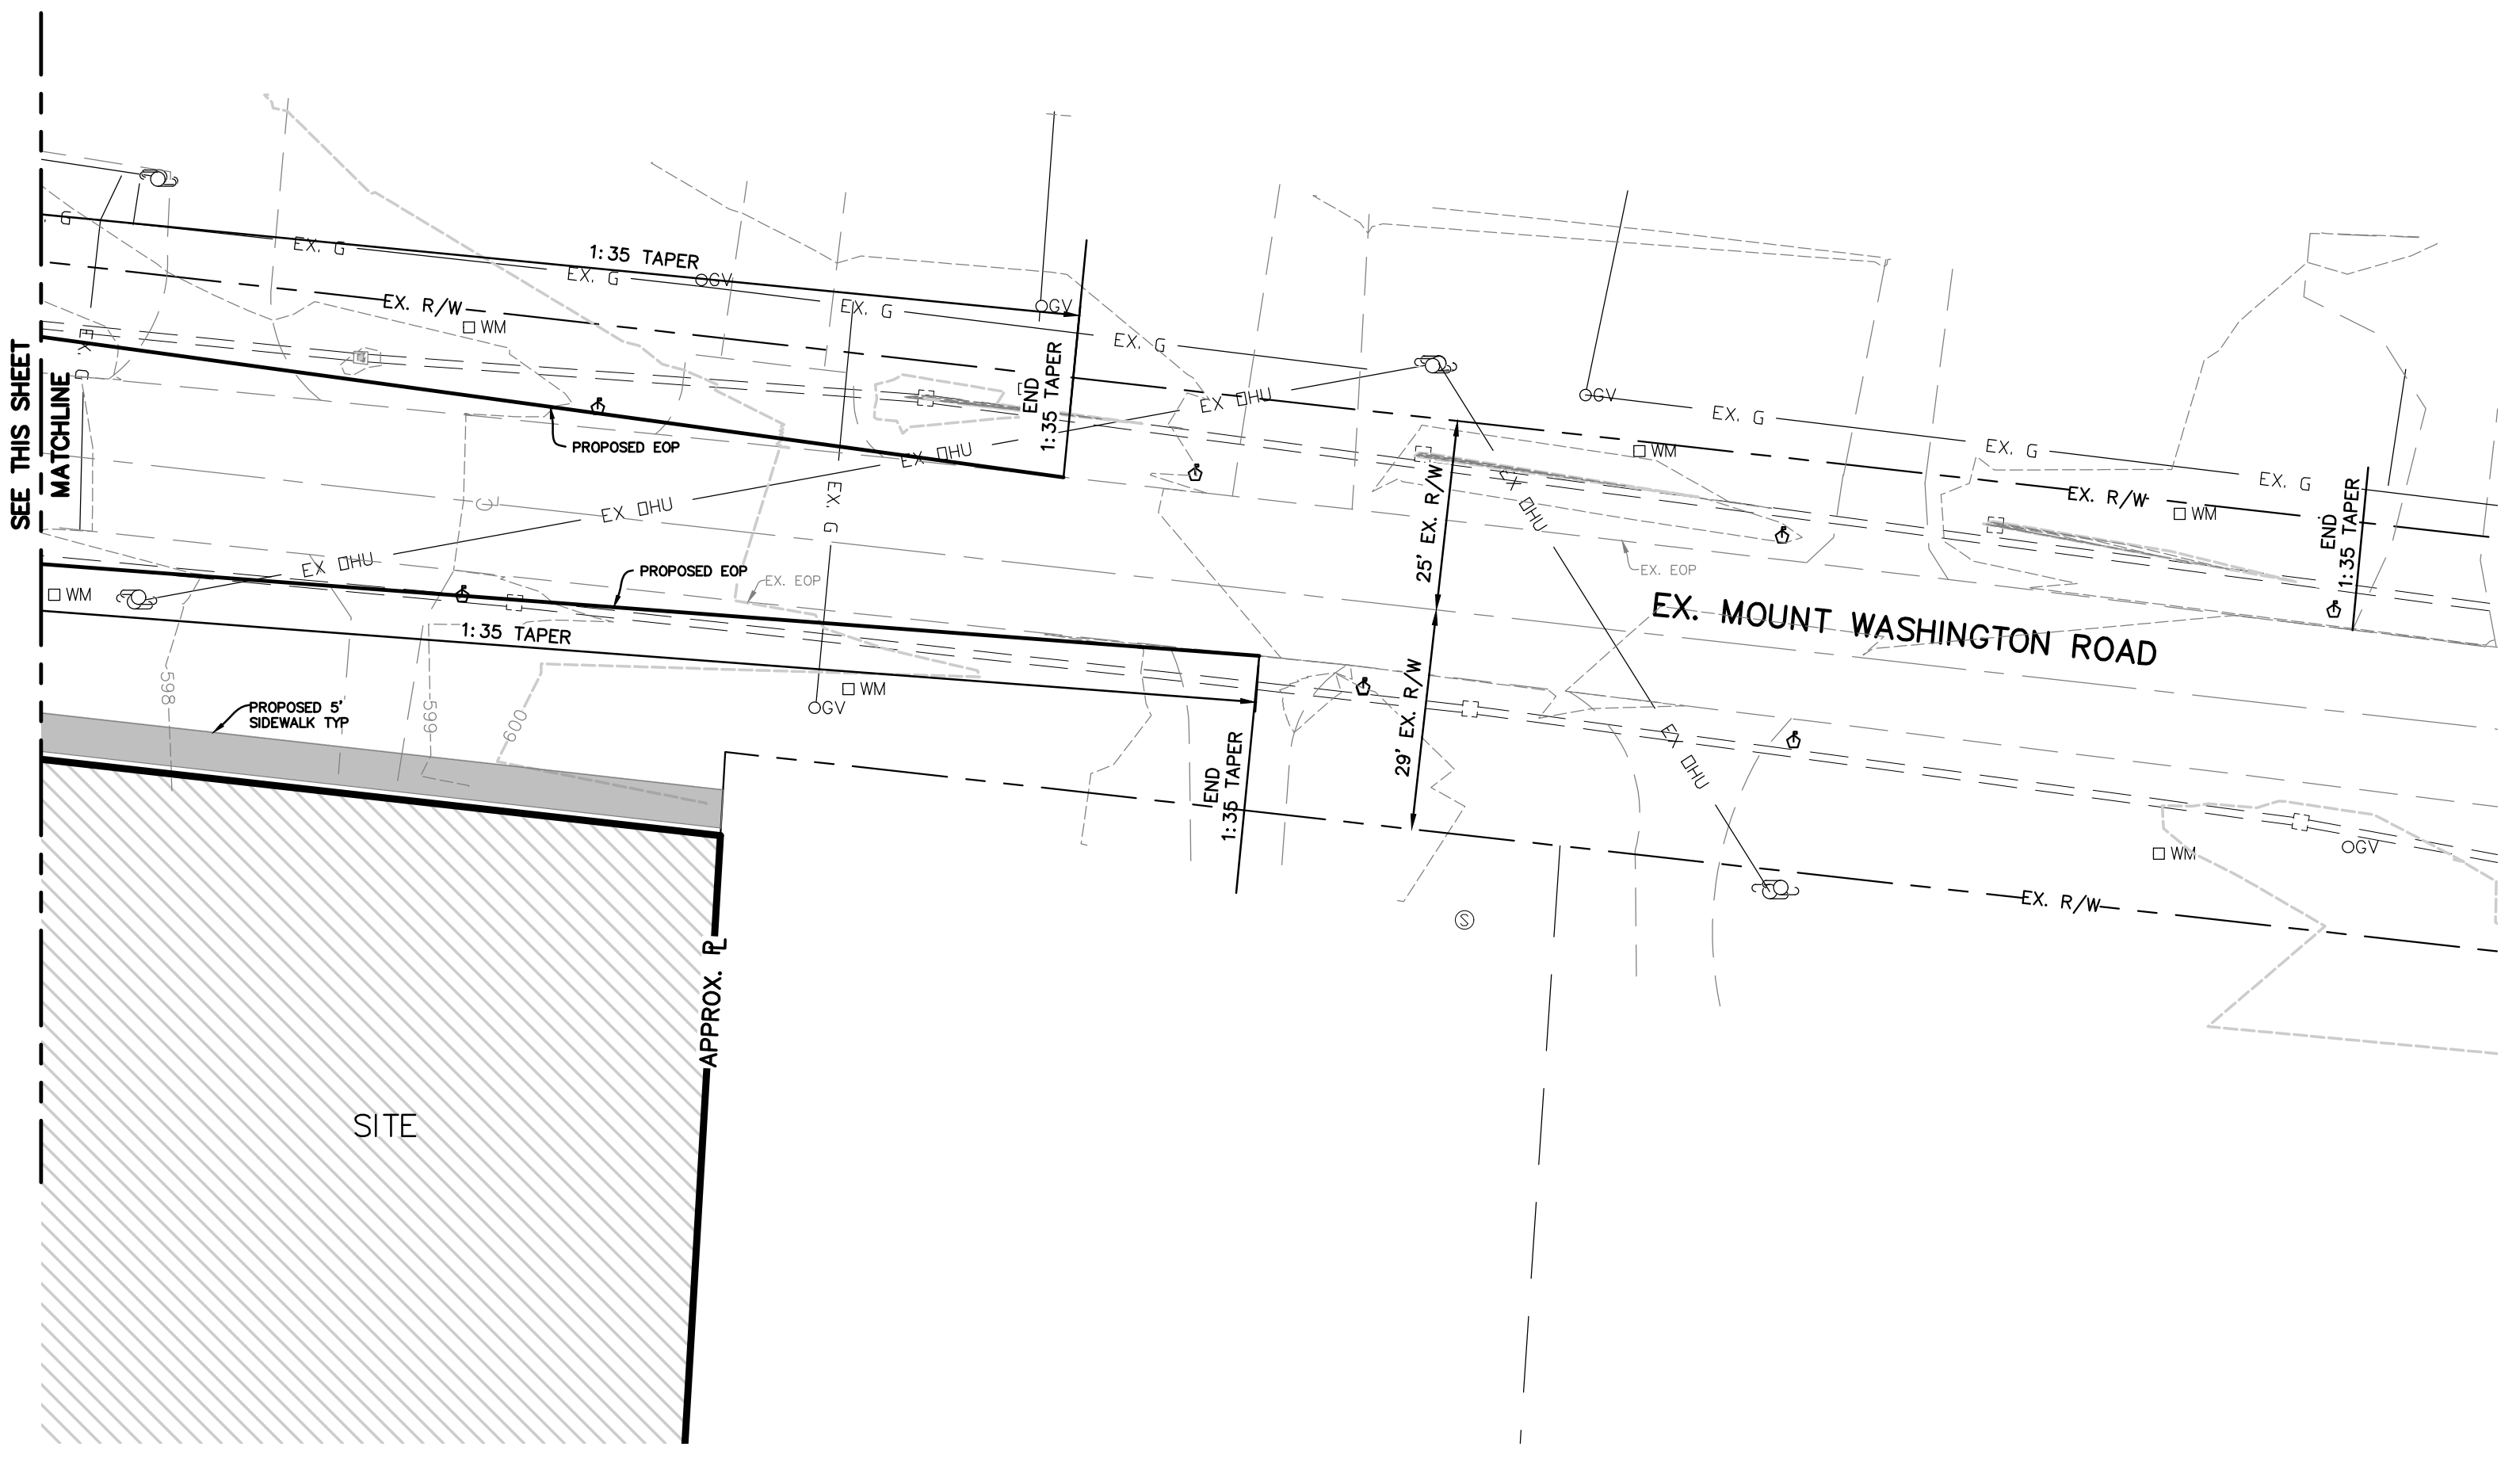 SEE THIS SHEET
MATCHLINE
G
EX. G
1:35 TAPER
EX. G
GV
EX. G
GV
EX. G
EX. R/W
WM
EX. G
END
1:35 TAPER
EX OHU
EX OHU
EX OHU
EX OHU
PROPOSED EOP
EX. G
CL
GV
EX. G
WM
EX. G
EX. G
EX. R/W
WM
END
1:35 TAPER
25' EX. R/W
EX OHU
EX. EOP
EX. MOUNT WASHINGTON ROAD
WM
PROPOSED EOP
EX. EOP
1:35 TAPER
WM
GV
598
599
600
PROPOSED 5'
SIDEWALK TYP
END
1:35 TAPER
29' EX. R/W
EX OHU
WM
GV
EX. R/W
S
APPROX. PL
SITE